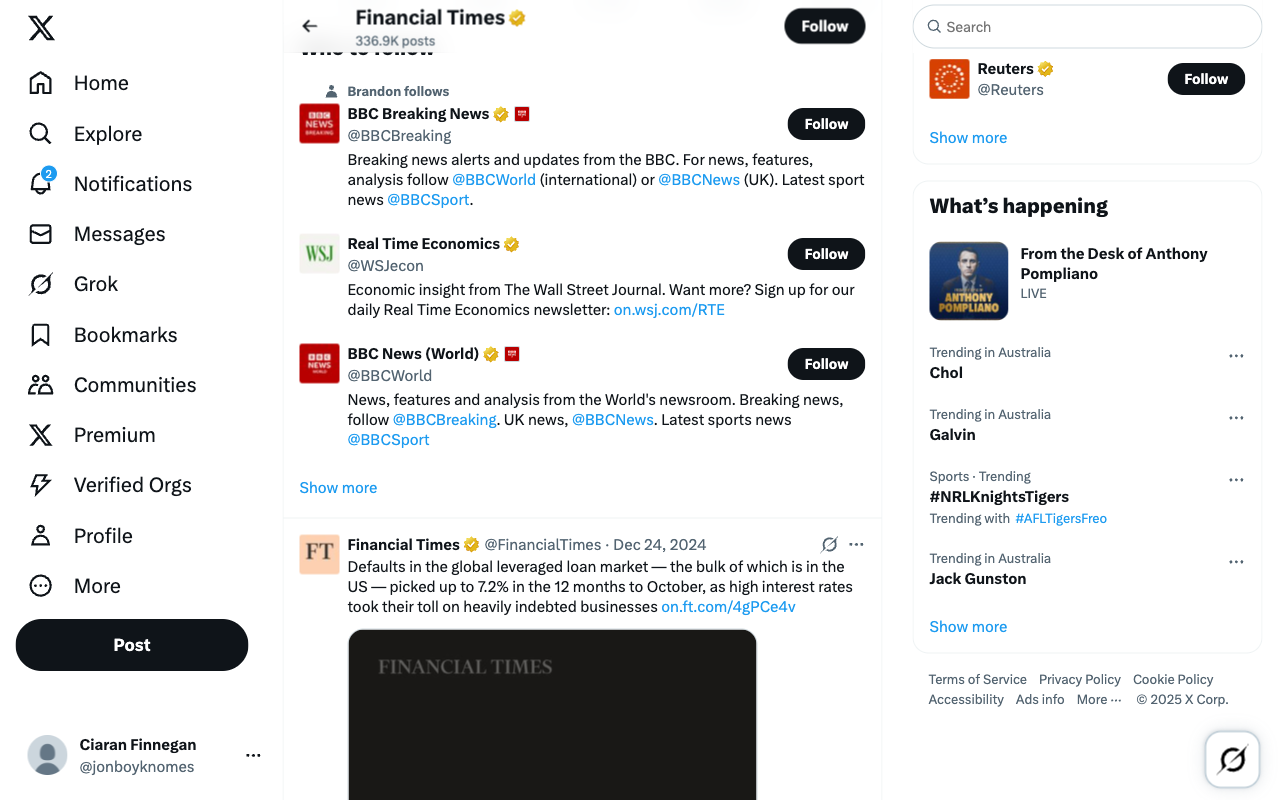 Home
Explore
2
Notifications
Messages
Grok
Bookmarks
Communities
Premium
Verified Orgs
Profile
More
Post
Ciaran Finnegan
@jonboyknomes
Financial Times
336.9K posts
Follow
Who to follow
Brandon follows
BBC NEWS BREAKING
BBC Breaking News
@BBCBreaking
Follow
Breaking news alerts and updates from the BBC. For news, features,
analysis follow @BBCWorld (international) or @BBCNews (UK). Latest sport
news @BBCSport.
WSJ
Real Time Economics
@WSJecon
Follow
Economic insight from The Wall Street Journal. Want more? Sign up for our
daily Real Time Economics newsletter: on.wsj.com/RTE
BBC NEWS WORLD
BBC News (World)
@BBCWorld
Follow
News, features and analysis from the World's newsroom. Breaking news,
follow @BBCBreaking. UK news, @BBCNews. Latest sports news
@BBCSport
Show more
FT
Financial Times @FinancialTimes · Dec 24, 2024
Defaults in the global leveraged loan market — the bulk of which is in the
US — picked up to 7.2% in the 12 months to October, as high interest rates
took their toll on heavily indebted businesses on.ft.com/4gPCe4v
FINANCIAL TIMES
Search
Reuters
@Reuters
Follow
Show more
What's happening
ANTHONY
POMPLIANO
From the Desk of Anthony
Pompliano
LIVE
Trending in Australia
Chol
Trending in Australia
Galvin
Sports · Trending
#NRLKnightsTigers
Trending with #AFLTigersFreo
Trending in Australia
Jack Gunston
Show more
Terms of Service Privacy Policy Cookie Policy
Accessibility Ads info More ··· © 2025 X Corp.